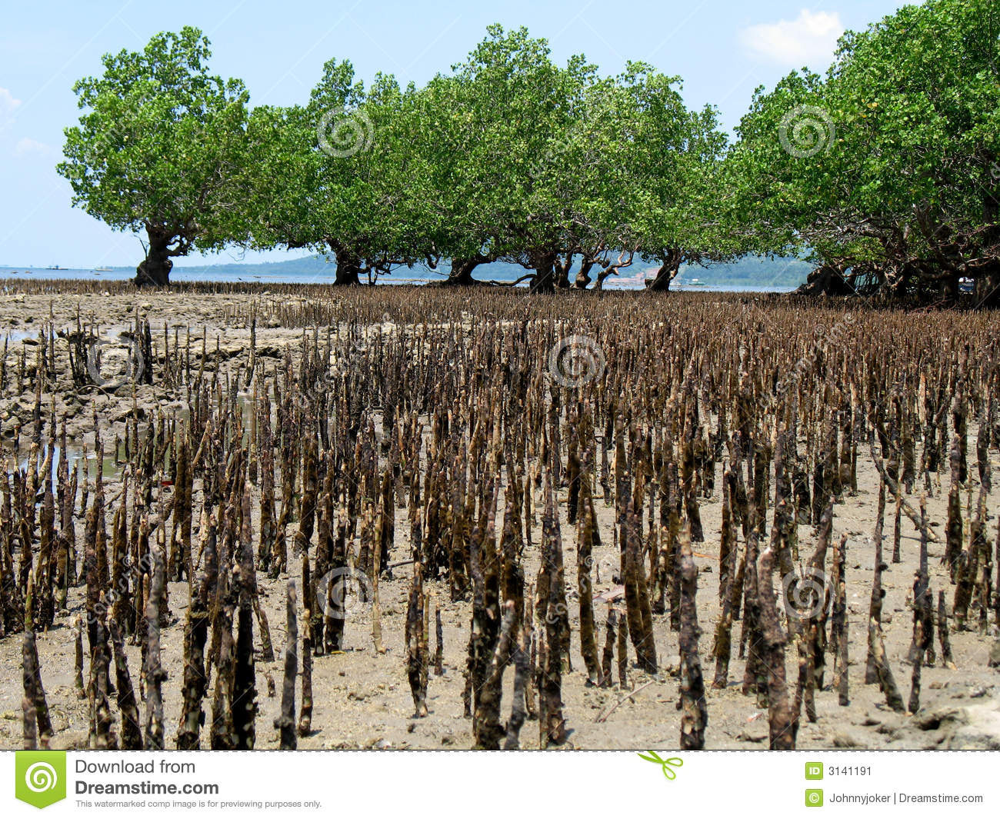 Download from
Dreamstime.com
This watermarked comp image is for previewing purposes only.
ID 3141191
© Johnnyjoker | Dreamstime.com